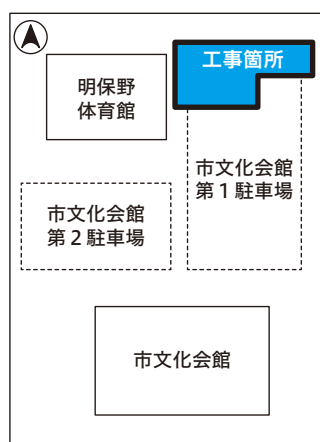 工事箇所
明保野
体育館
市文化会館
第1駐車場
市文化会館
第2駐車場
市文化会館